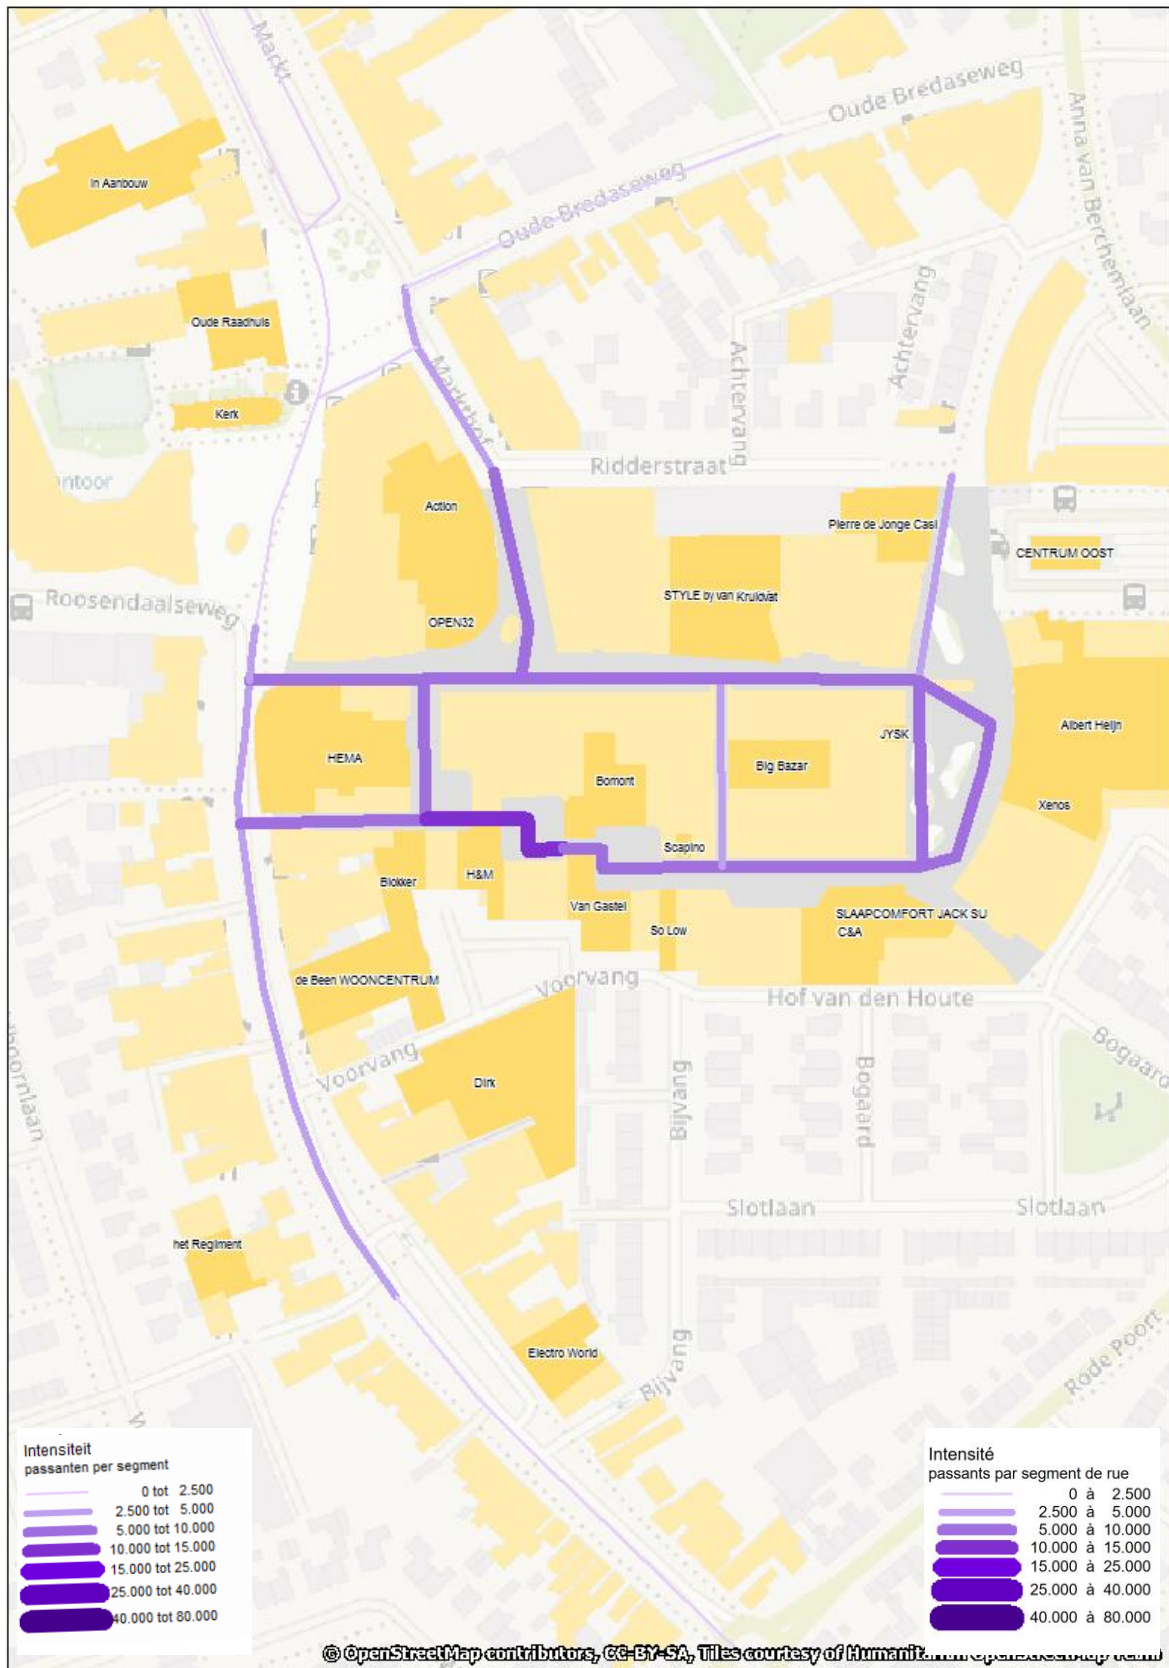 Markt
Oude Bredaseweg
Anna van Berchemlaan
In Aanbouw
Oude Bredaseweg
Achtervang
Oude Raadhuis
Achtervang
Markthof
Kerk
Ridderstraat
ontoor
Action
Pierre de Jonge Casi
CENTRUM OOST
Roosendaalseweg
STYLE by van Kruidvat
OPEN32
Albert Heijn
JYSK
HEMA
Big Bazar
Bomont
Xenos
Scapino
H&M
Blokker
Van Gastel
SLAAPCOMFORT JACK SU
C&A
So Low
de Been WOONCENTRUM
Voorvang
Hof van den Houte
Voorvang
Bogaard
Dirk
Bijvang
Slotlaan
Slotlaan
het Regiment
Electro World
Bijvang
Rode Poort
Intensiteit
passanten per segment
0 tot 2.500
2.500 tot 5.000
5.000 tot 10.000
10.000 tot 15.000
15.000 tot 25.000
25.000 tot 40.000
40.000 tot 80.000
Intensité
passants par segment de rue
0 à 2.500
2.500 à 5.000
5.000 à 10.000
10.000 à 15.000
15.000 à 25.000
25.000 à 40.000
40.000 à 80.000
© OpenStreetMap contributors, CC-BY-SA, Tiles courtesy of Humanitarian OpenStreetMap Team